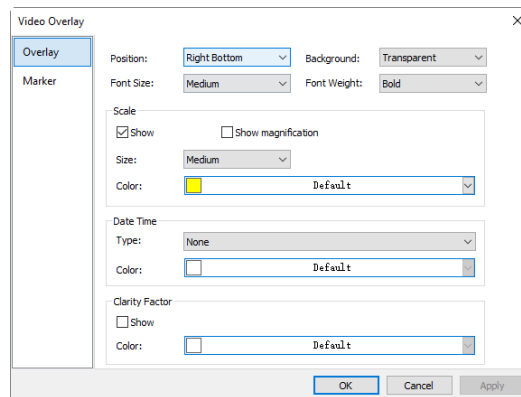 Video Overlay
Overlay
Marker
Position: Right Bottom Background: Transparent
Font Size: Medium Font Weight: Bold
Scale
Show Show magnification
Size: Medium
Color: Default
Date Time
Type: None
Color: Default
Clarity Factor
Show
Color: Default
OK Cancel Apply